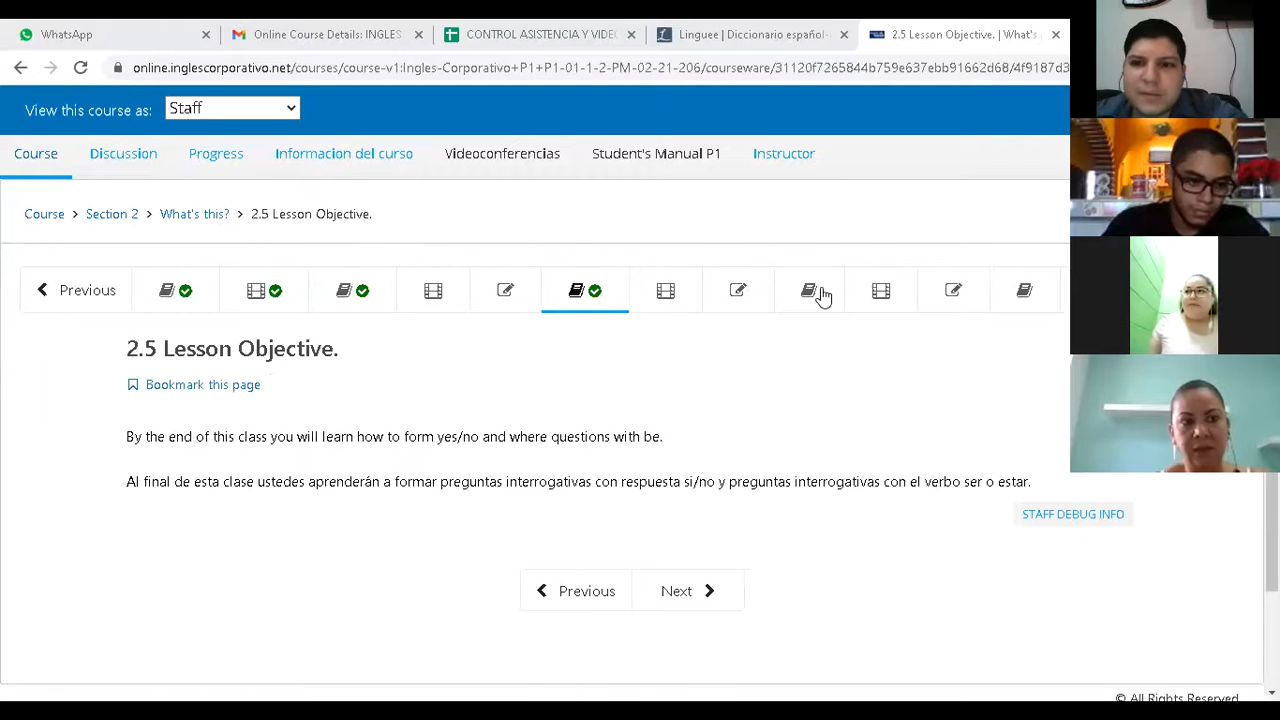 WhatsApp
Online Course Details: INGLES
CONTROL ASISTENCIA Y VIDE
Linguee | Diccionario español-
2.5 Lesson Objective. | What's
online.inglescorporativo.net/courses/course-v1:Ingles-Corporativo+P1+P1-01-1-2-PM-02-21-206/courseware/31120f7265844b759e637ebb91662d68/4f9187d3
View this course as:
Staff
Course
Discussion
Progress
Informacion del curso
Videoconferencias
Student's Manual P1
Instructor
Course > Section 2 > What's this? > 2.5 Lesson Objective.
Previous
2.5 Lesson Objective.
Bookmark this page
By the end of this class you will learn how to form yes/no and where questions with be.
Al final de esta clase ustedes aprenderán a formar preguntas interrogativas con respuesta si/no y preguntas interrogativas con el verbo ser o estar.
STAFF DEBUG INFO
Previous
Next
© All Rights Reserved